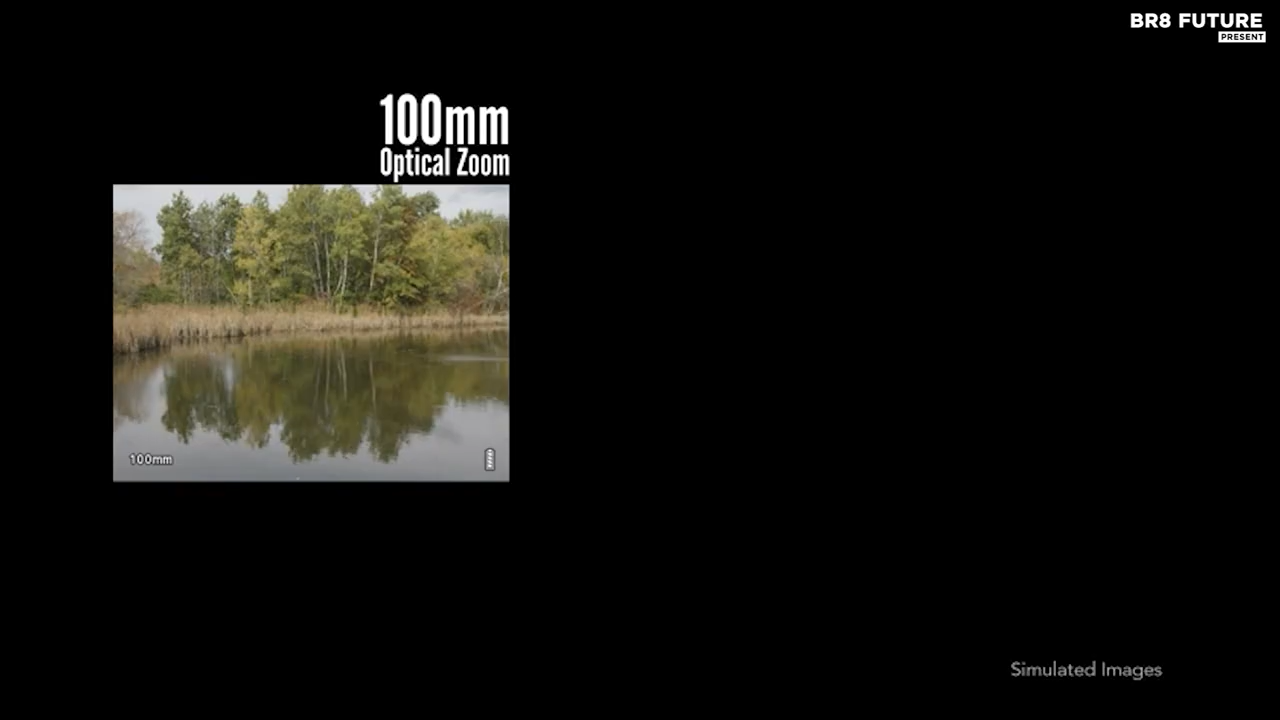 BR8 FUTURE
PRESENT
100mm
Optical Zoom
100mm
Simulated Images